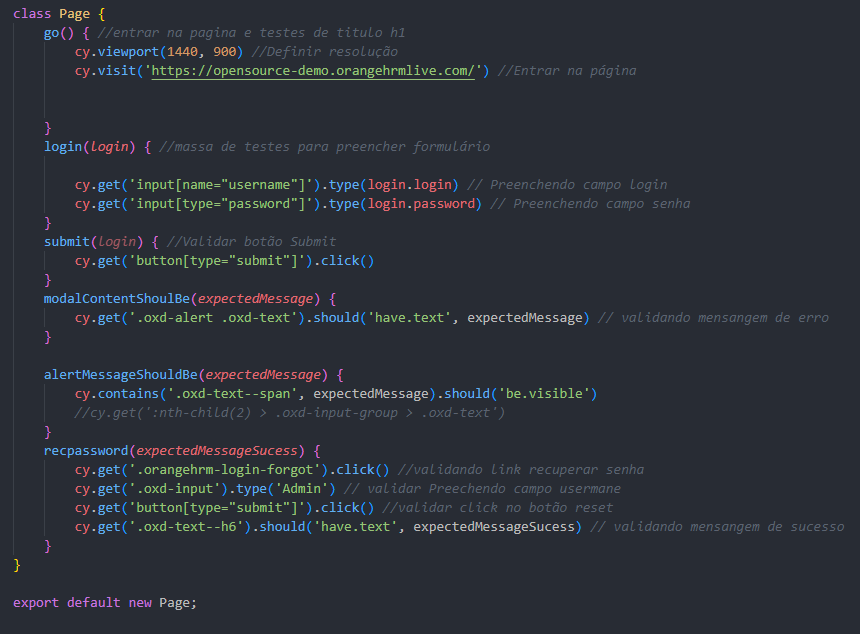 class Page {
go() { //entrar na pagina e testes de titulo h1
cy.viewport(1440, 900) //Definir resolução
cy.visit('https://opensource-demo.orangehrmlive.com/') //Entrar na página
}
login(login) { //massa de testes para preencher formulário
cy.get('input[name="username"]').type(login.login) // Preenchendo campo login
cy.get('input[type="password"]').type(login.password) // Preenchendo campo senha
}
submit(login) { //Validar botão Submit
cy.get('button[type="submit"]').click()
}
modalContentShoulBe(expectedMessage) {
cy.get('.oxd-alert .oxd-text').should('have.text', expectedMessage) // validando mensangem de erro
}
alertMessageShouldBe(expectedMessage) {
cy.contains('.oxd-text--span', expectedMessage).should('be.visible')
//cy.get(':nth-child(2) > .oxd-input-group > .oxd-text')
}
recpassword(expectedMessageSucess) {
cy.get('.orangehrm-login-forgot').click() //validando link recuperar senha
cy.get('.oxd-input').type('Admin') // validar Preechendo campo usermane
cy.get('button[type="submit"]').click() //validar click no botão reset
cy.get('.oxd-text--h6').should('have.text', expectedMessageSucess) // validando mensangem de sucesso
}
}
export default new Page;